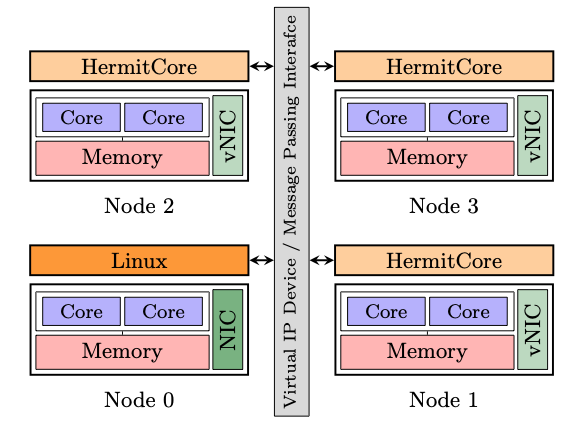 HermitCore
Core Core
vNIC
Memory
Node 2
Virtual IP Device / Message Passing Interafce
HermitCore
Core Core
vNIC
Memory
Node 3
Linux
Core Core
NIC
Memory
Node 0
HermitCore
Core Core
vNIC
Memory
Node 1